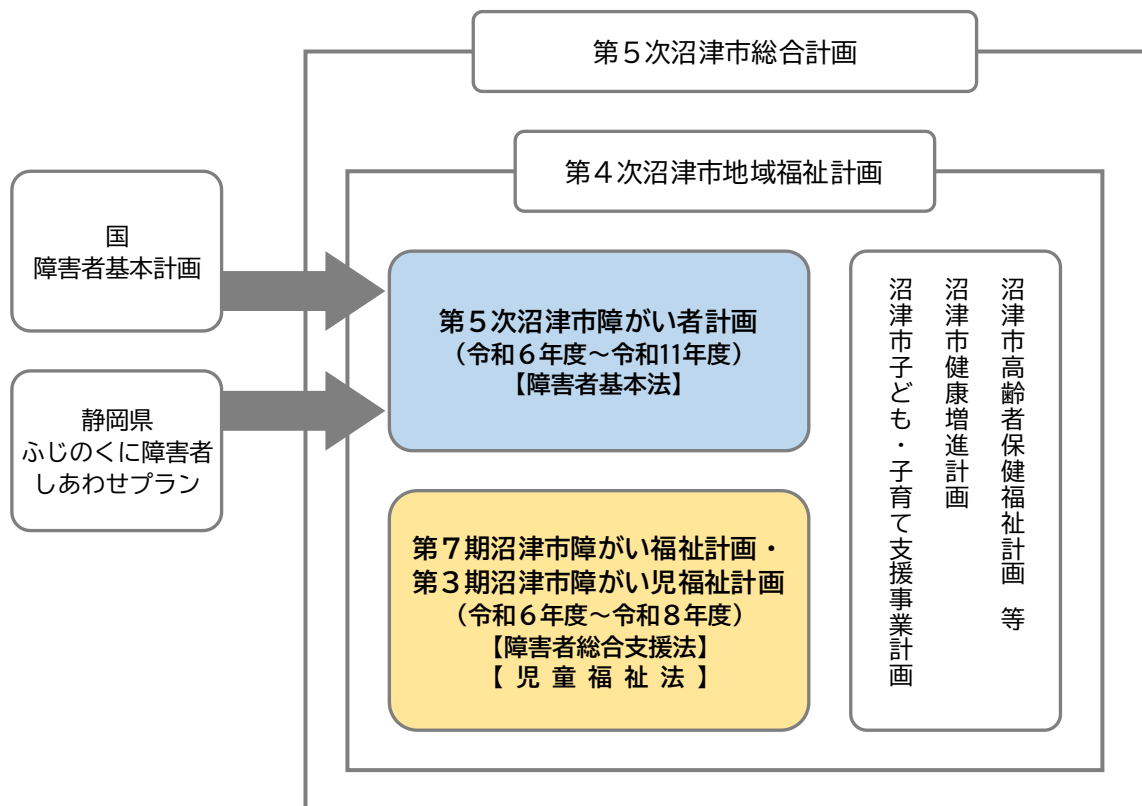 第５次沼津市総合計画
第４次沼津市地域福祉計画
国
障害者基本計画
静岡県
ふじのくに障害者
しあわせプラン
第５次沼津市障がい者計画
（令和６年度～令和11年度）
【障害者基本法】
第７期沼津市障がい福祉計画・
第３期沼津市障がい児福祉計画
（令和６年度～令和８年度）
【障害者総合支援法】
【 児 童 福 祉 法 】
沼津市高齢者保健福祉計画 等
沼津市健康増進計画
沼津市子ども・子育て支援事業計画